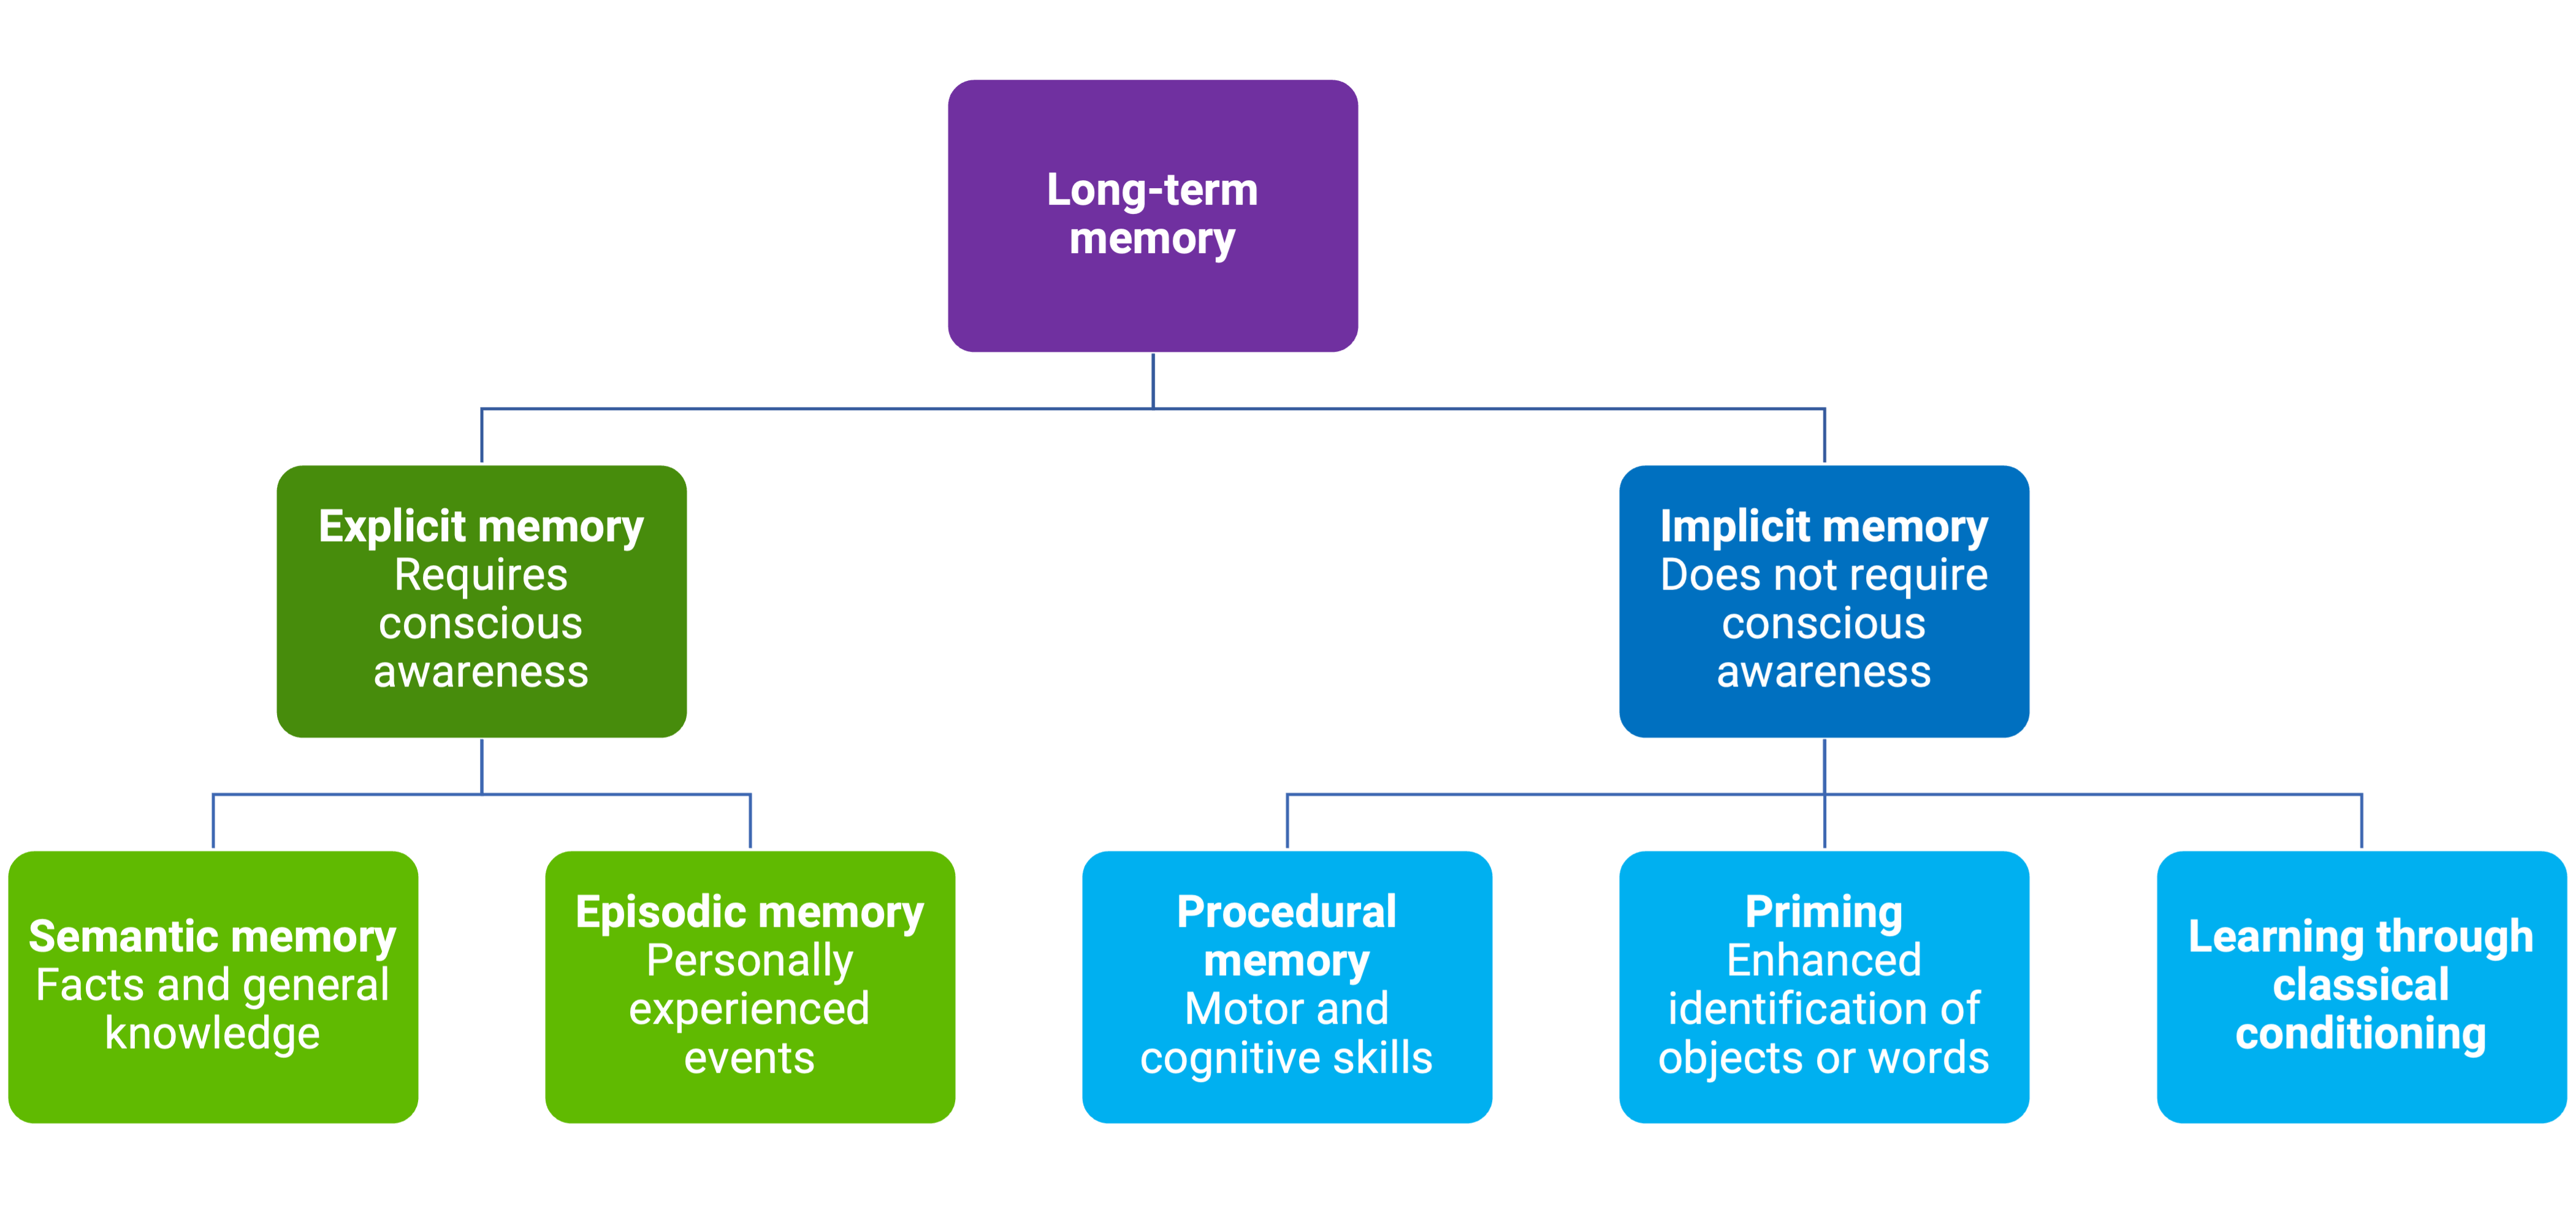 Long-term
memory
Explicit memory
Requires
conscious
awareness
Implicit memory
Does not require
conscious
awareness
Semantic memory
Facts and general
knowledge
Episodic memory
Personally
experienced
events
Procedural
memory
Motor and
cognitive skills
Priming
Enhanced
identification of
objects or words
Learning through
classical
conditioning